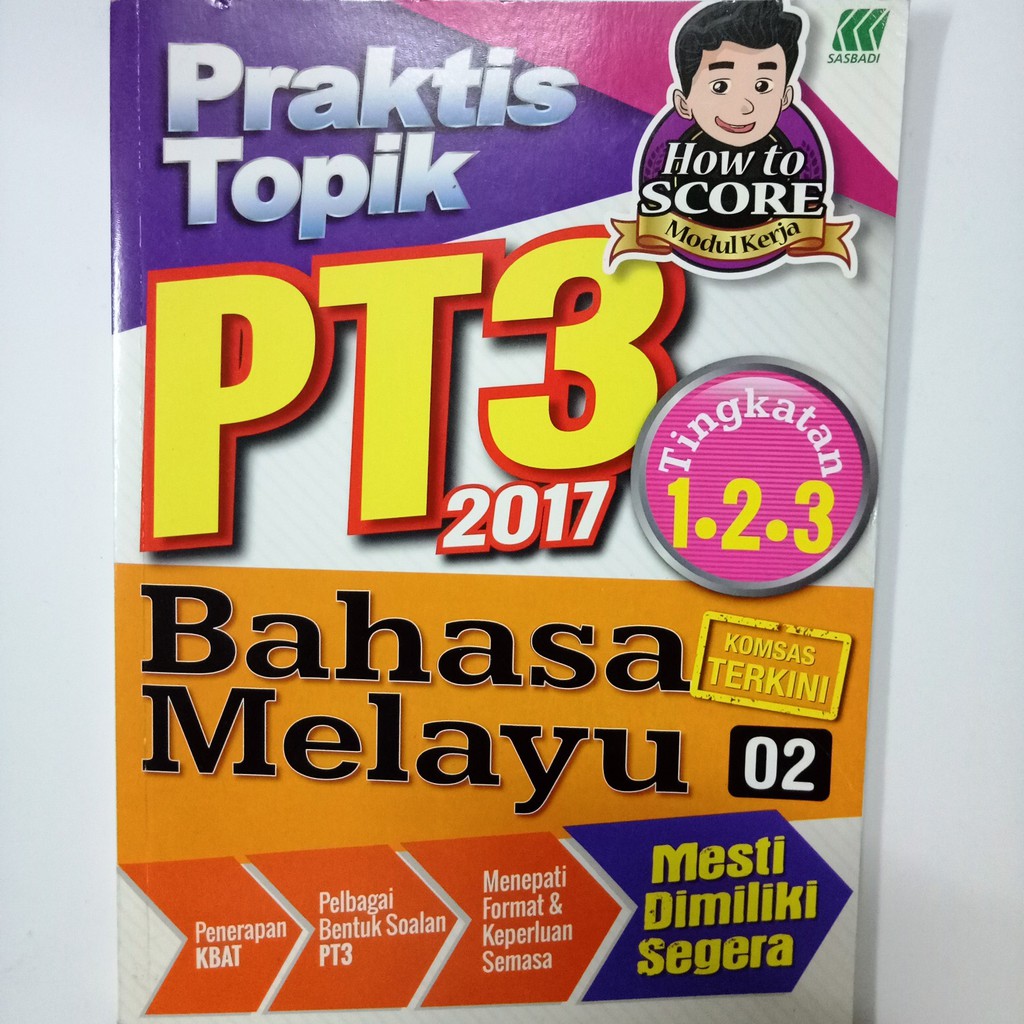 Praktis
Topik
How to
SCORE
Modul Kerja
SASBADI
PT3
2017
Tingkatan
1•2•3
Bahasa
Melayu
KOMSAS
TERKINI
02
Penerapan
KBAT
Pelbagai
Bentuk Soalan
PT3
Menepati
Format &
Keperluan
Semasa
Mesti
Dimiliki
Segera